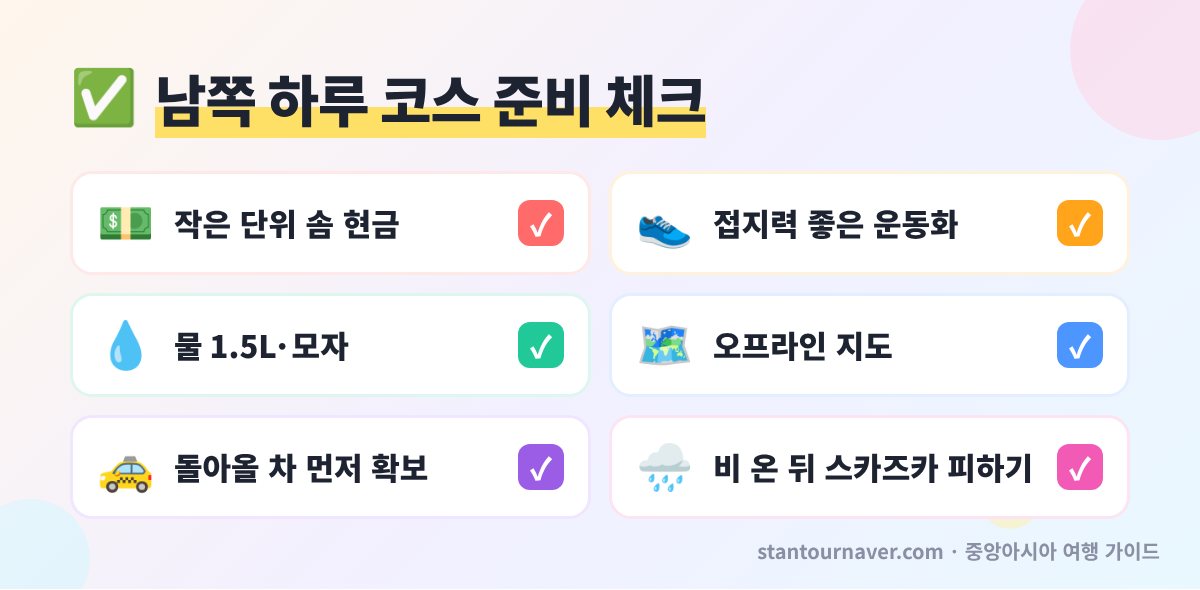 남쪽 하루 코스 준비 체크
작은 단위 솜 현금
접지력 좋은 운동화
물 1.5L·모자
오프라인 지도
돌아올 차 먼저 확보
비 온 뒤 스카즈카 피하기
stantournaver.com · 중앙아시아 여행 가이드